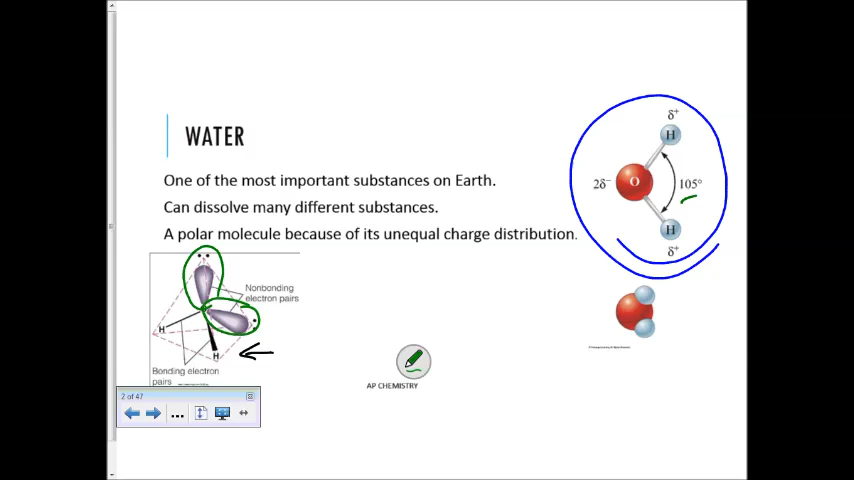 WATER
One of the most important substances on Earth.
Can dissolve many different substances.
A polar molecule because of its unequal charge distribution.
δ+
H
2δ−
O
105°
H
δ+
Nonbonding
electron pairs
H
H
Bonding electron
pairs
AP CHEMISTRY
2 of 47
...